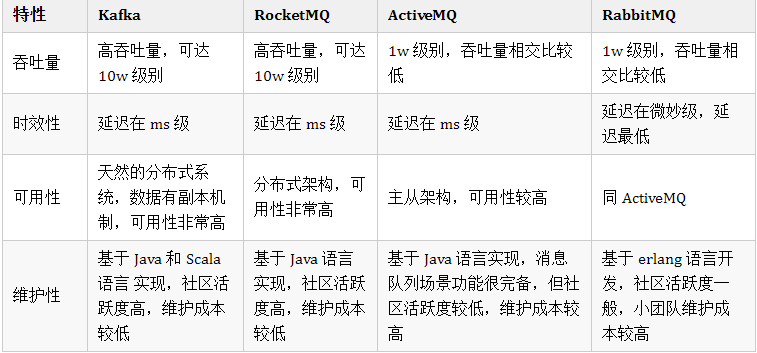 特性 Kafka RocketMQ ActiveMQ RabbitMQ
吞吐量
高吞吐量，可达
10w 级别
高吞吐量，可达
10w 级别
1w 级别，吞吐量相交比较
低
1w 级别，吞吐量相
交比较低
时效性
延迟在 ms 级
延迟在 ms 级
延迟在 ms 级
延迟在微妙级，延
迟最低
可用性
天然的分布式系
统，数据有副本机
制，可用性非常高
分布式架构，可
用性非常高
主从架构，可用性较高
同 ActiveMQ
维护性
基于 Java 和 Scala
语言 实现，社区活
跃度高，维护成本
较低
基于 Java 语言
实现，社区活跃
度高，维护成本
较低
基于 Java 语言实现，消息
队列场景功能很完备，但社
区活跃度较低，维护成本较
高
基于 erlang 语言开
发，社区活跃度一
般，小团队维护成
本较高